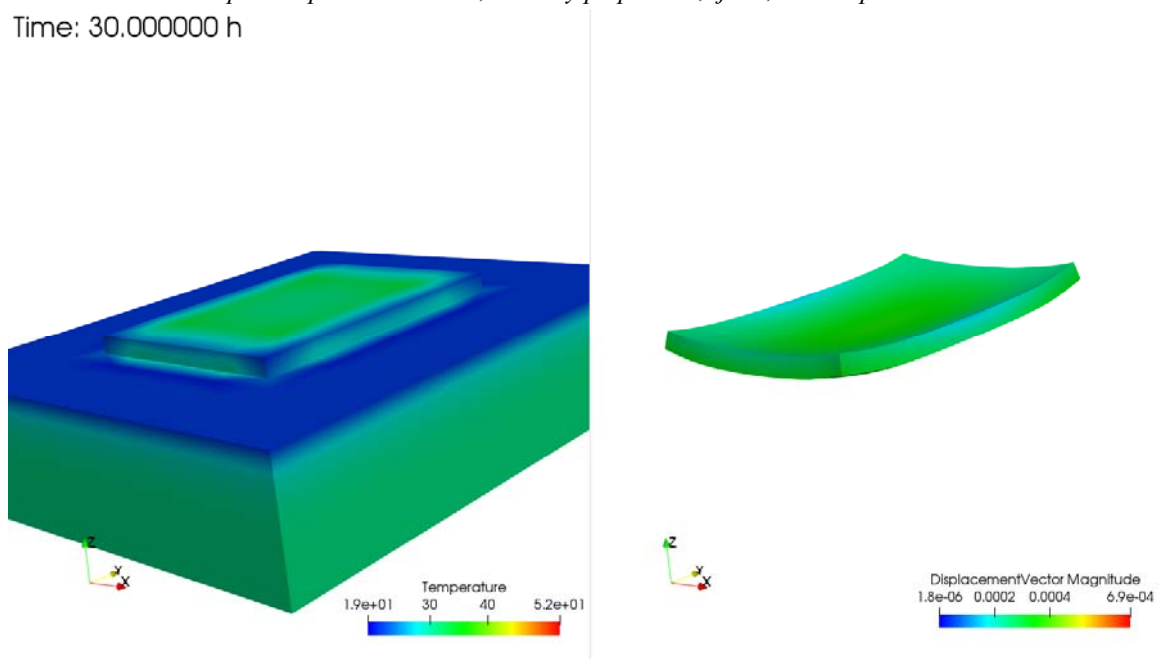 Time: 30.000000 h
Z
Y
X
Temperature
1.9e+01 30 40 5.2e+01
Z
Y
X
DisplacementVector Magnitude
1.8e-06 0.0002 0.0004 6.9e-04